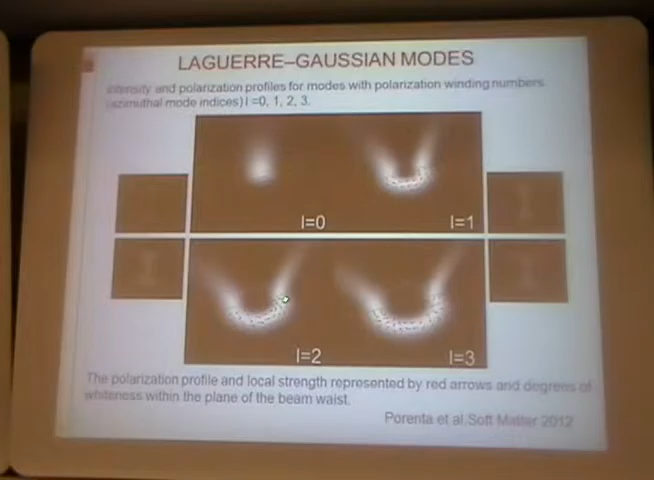 LAGUERRE–GAUSSIAN MODES
Intensity and polarization profiles for modes with polarization winding numbers
(azimuthal mode indices) l =0, 1, 2, 3.
l=0
l=1
l=2
l=3
The polarization profile and local strength represented by red arrows and degrees of
whiteness within the plane of the beam waist.
Porenta et al.Soft Matter 2012